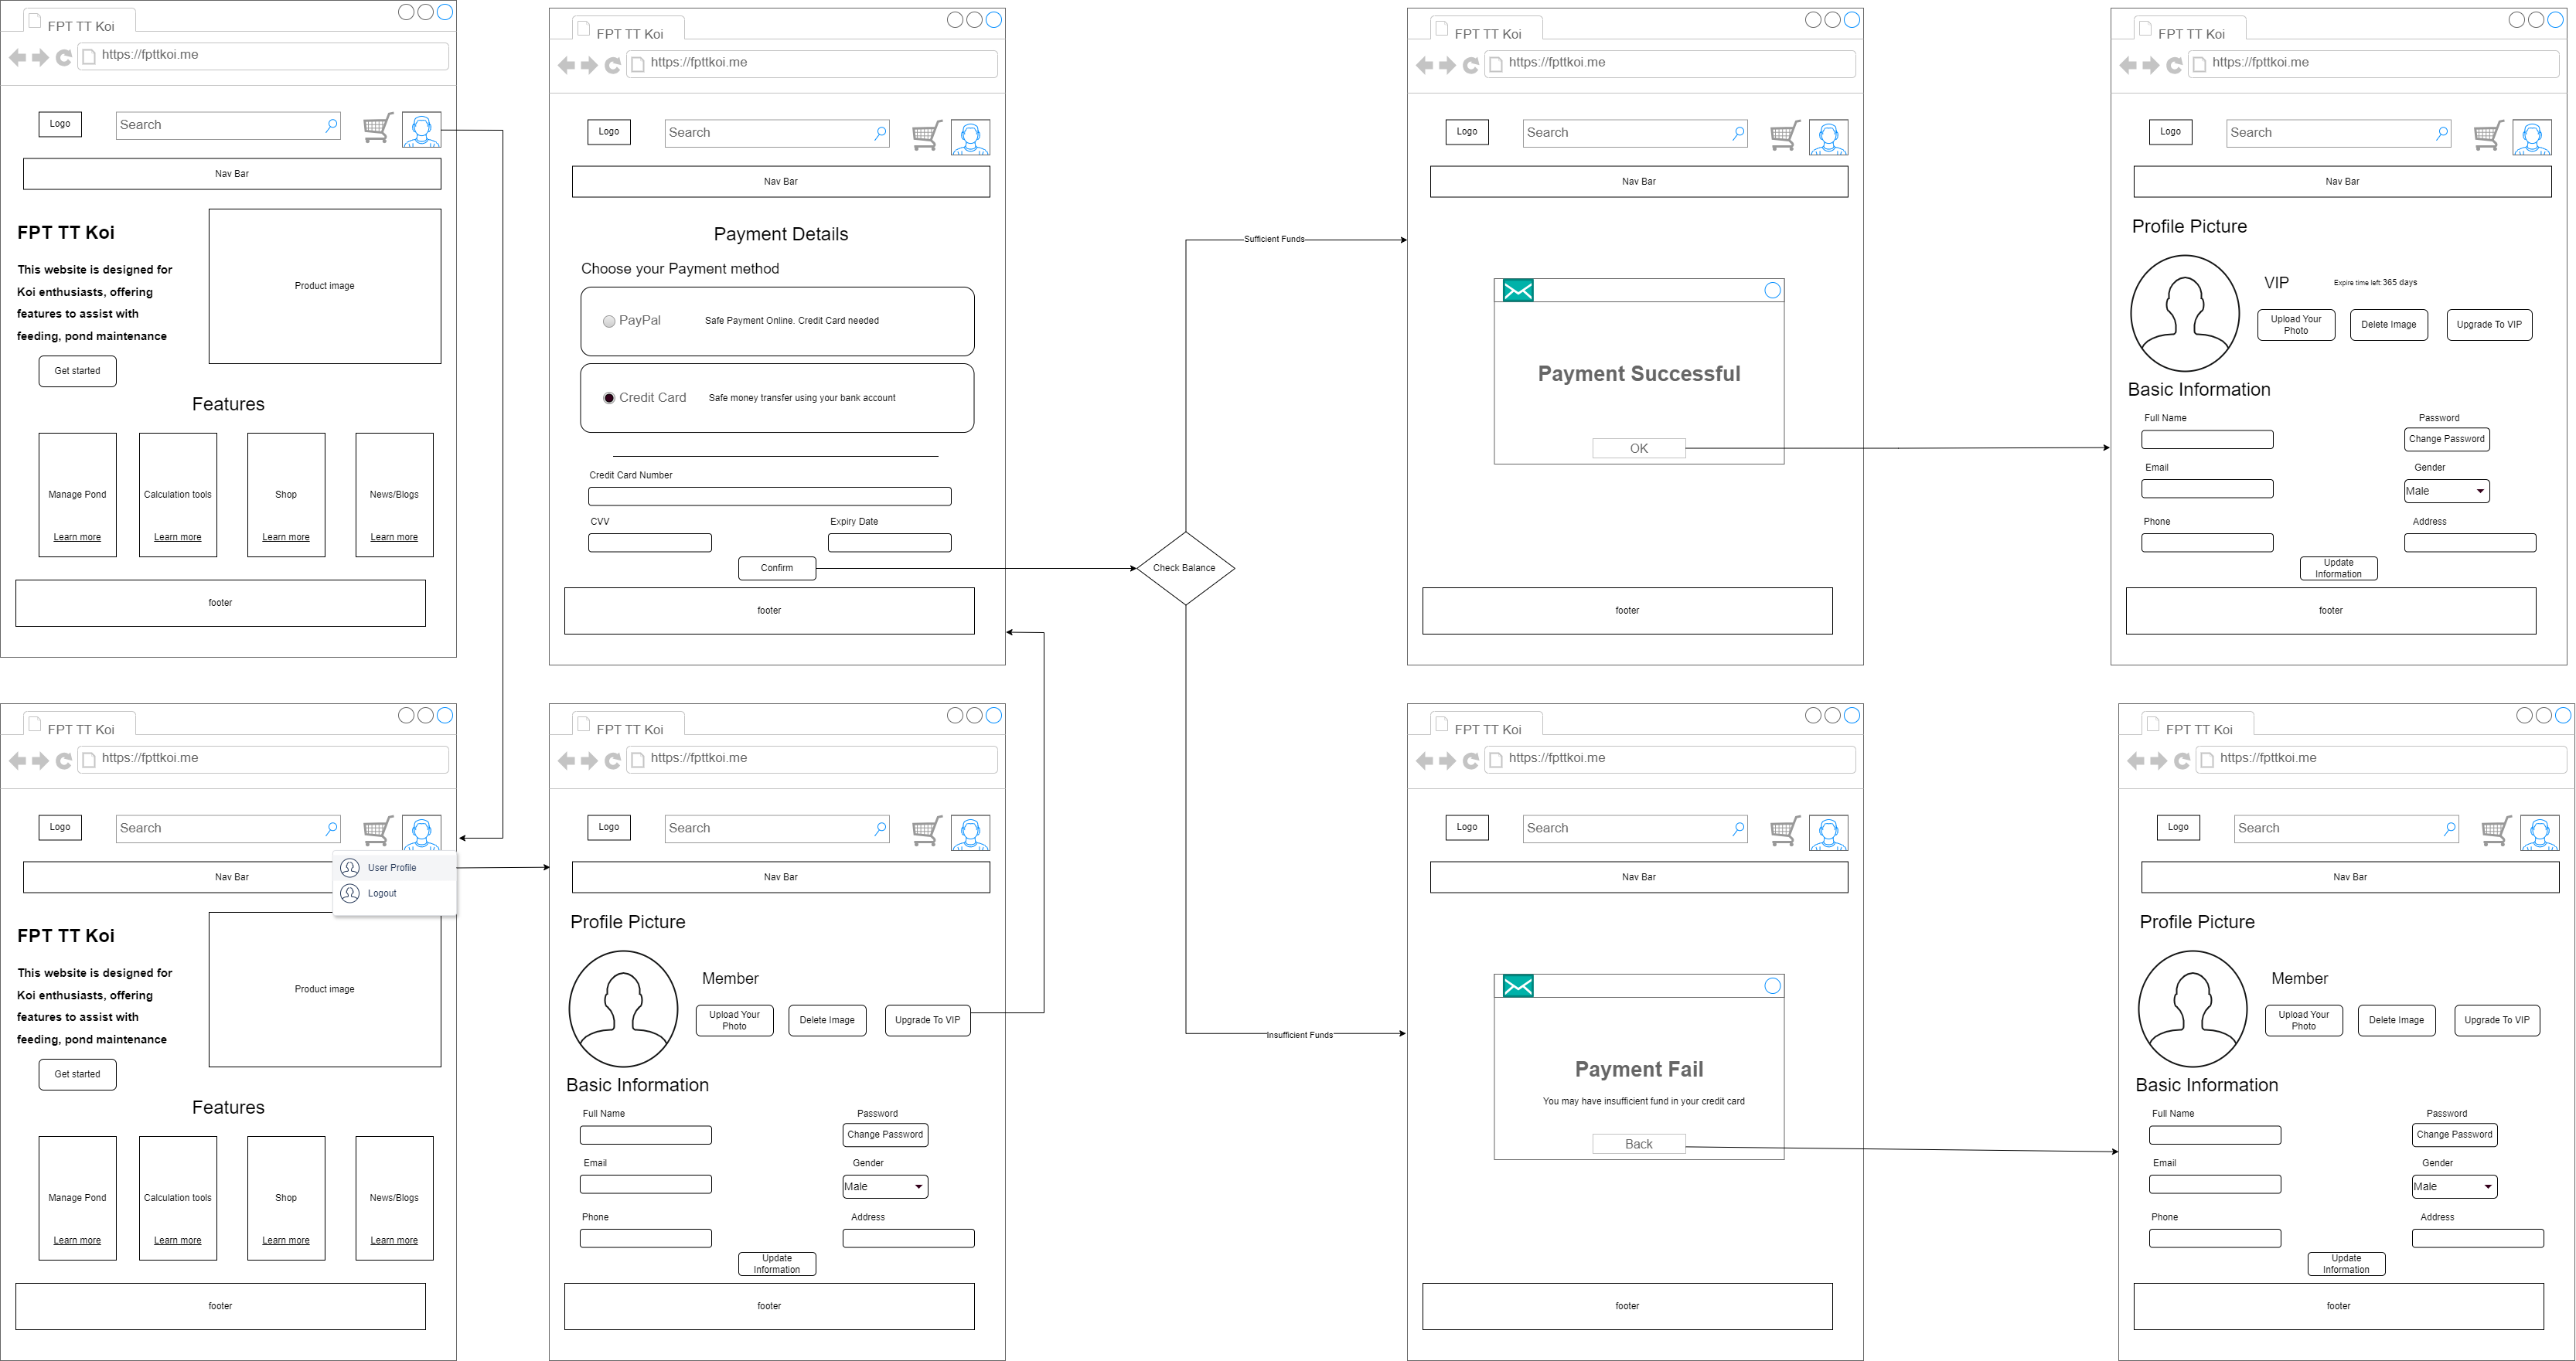 FPT TT Koi
https://fpttkoi.me
Logo
Search
Nav Bar
FPT TT Koi
This website is designed for
Koi enthusiasts, offering
features to assist with
feeding, pond maintenance
Product image
Get started
Features
Manage Pond
Calculation tools
Shop
News/Blogs
Learn more
Learn more
Learn more
Learn more
footer
FPT TT Koi
https://fpttkoi.me
Logo
Search
Nav Bar
Payment Details
Choose your Payment method
PayPal
Safe Payment Online. Credit Card needed
Credit Card
Safe money transfer using your bank account
Credit Card Number
CVV
Expiry Date
Confirm
footer
Check Balance
Sufficient Funds
Insufficient Funds
FPT TT Koi
https://fpttkoi.me
Logo
Search
Nav Bar
Payment Successful
OK
footer
FPT TT Koi
https://fpttkoi.me
Logo
Search
Nav Bar
Profile Picture
VIP
Expire time left: 365 days
Upload Your
Photo
Delete Image
Upgrade To VIP
Basic Information
Full Name
Password
Change Password
Email
Gender
Male
Phone
Address
Update
Information
footer
FPT TT Koi
https://fpttkoi.me
Logo
Search
Nav Bar
User Profile
Logout
FPT TT Koi
This website is designed for
Koi enthusiasts, offering
features to assist with
feeding, pond maintenance
Product image
Get started
Features
Manage Pond
Calculation tools
Shop
News/Blogs
Learn more
Learn more
Learn more
Learn more
footer
FPT TT Koi
https://fpttkoi.me
Logo
Search
Nav Bar
Profile Picture
Member
Upload Your
Photo
Delete Image
Upgrade To VIP
Basic Information
Full Name
Password
Change Password
Email
Gender
Male
Phone
Address
Update
Information
footer
FPT TT Koi
https://fpttkoi.me
Logo
Search
Nav Bar
Payment Fail
You may have insufficient fund in your credit card
Back
footer
FPT TT Koi
https://fpttkoi.me
Logo
Search
Nav Bar
Profile Picture
Member
Upload Your
Photo
Delete Image
Upgrade To VIP
Basic Information
Full Name
Password
Change Password
Email
Gender
Male
Phone
Address
Update
Information
footer